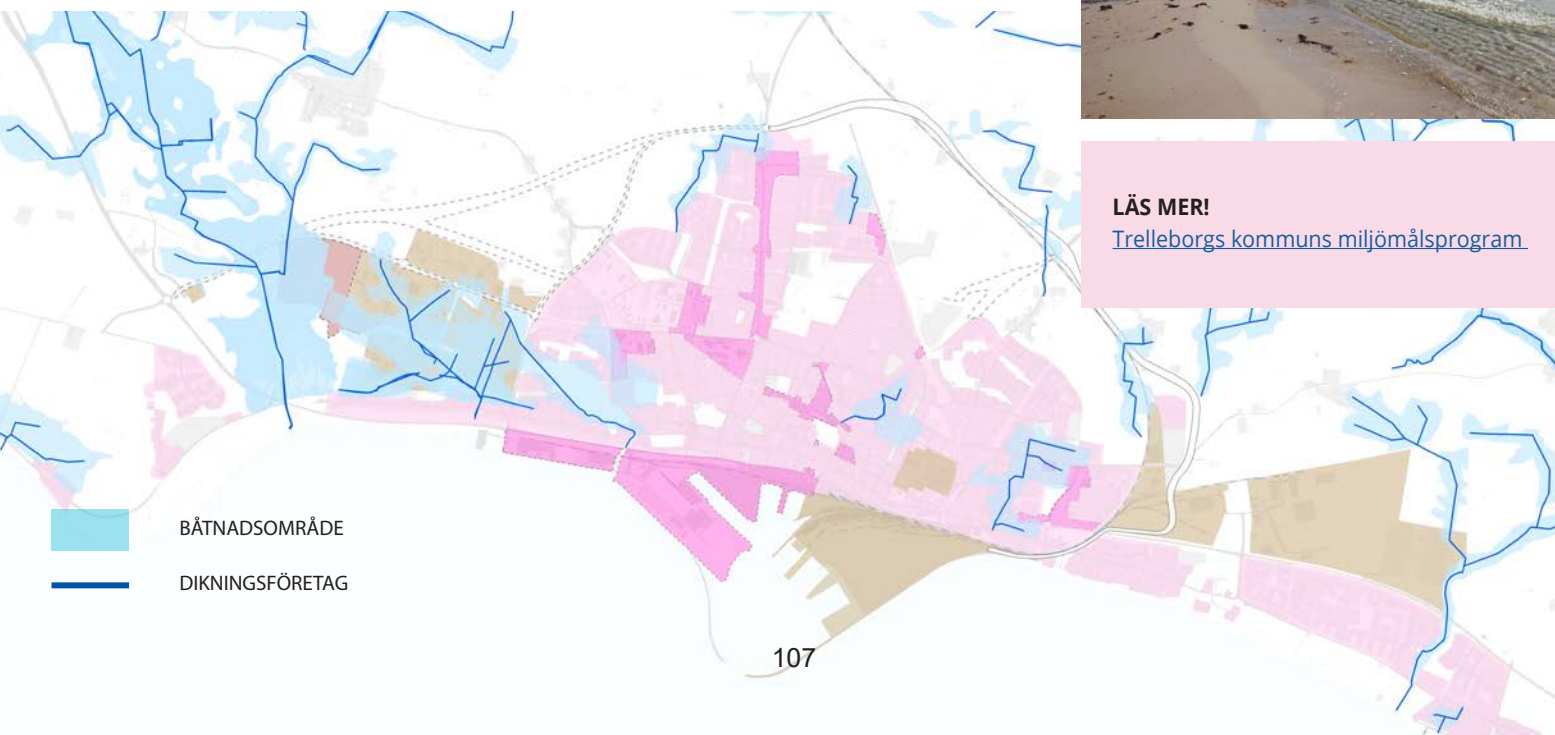 LÄS MER!
Trelleborgs kommuns miljömålsprogram
BÅTNADSOMRÅDE
DIKNINGSFÖRETAG
107